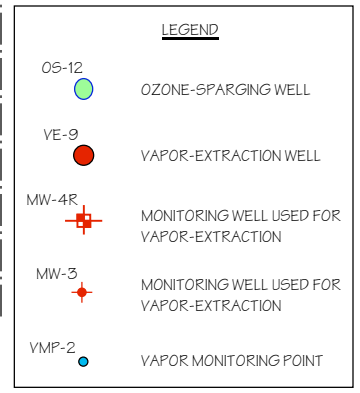 LEGEND
OS-12
OZONE-SPARGING WELL
VE-9
VAPOR-EXTRACTION WELL
MW-4R
MONITORING WELL USED FOR
VAPOR-EXTRACTION
MW-3
MONITORING WELL USED FOR
VAPOR-EXTRACTION
VMP-2
VAPOR MONITORING POINT